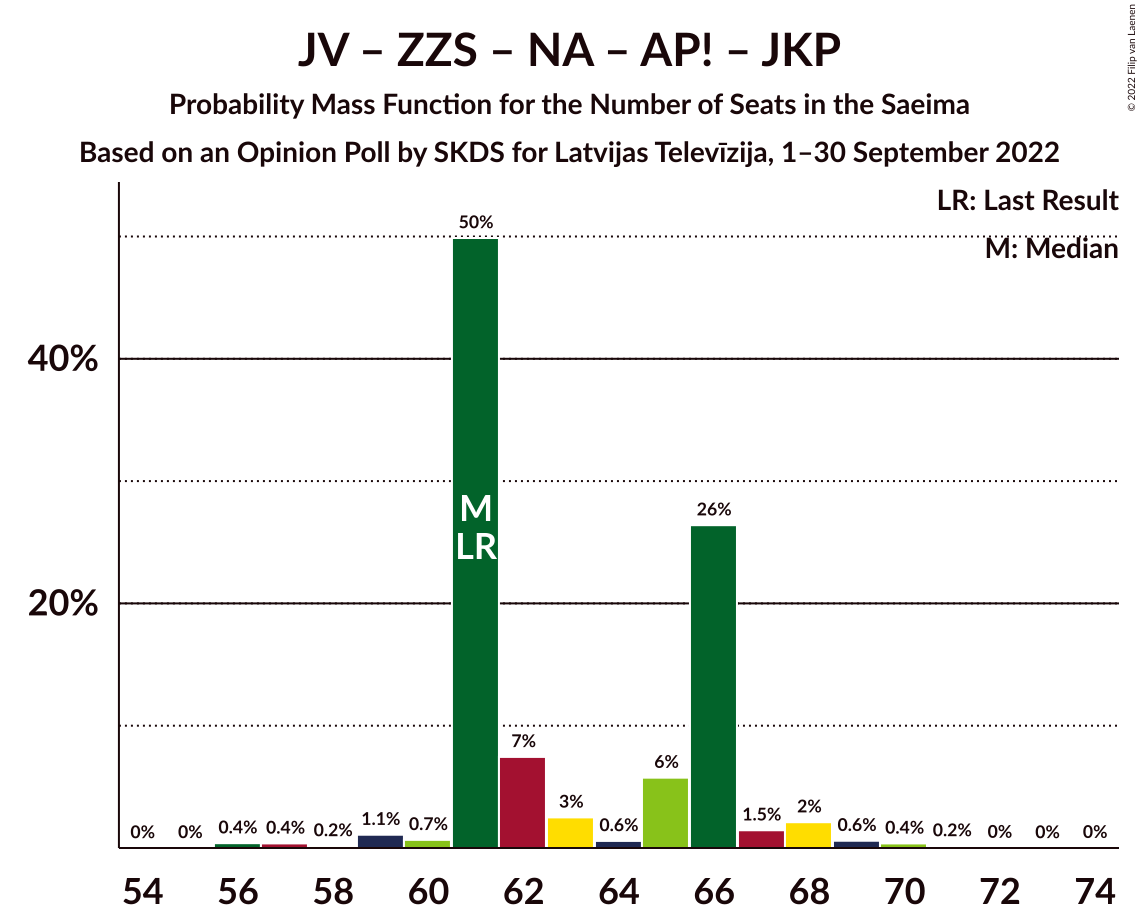 JV – ZZS – NA – AP! – JKP
Probability Mass Function for the Number of Seats in the Saeima
Based on an Opinion Poll by SKDS for Latvijas Televīzija, 1–30 September 2022
© 2022 Filip van Laenen
LR: Last Result
M: Median
50%
40%
M
LR
26%
20%
7%
6%
3%
2%
1.5%
0% 0% 0.4% 0.4% 0.2% 1.1% 0.7% 0.6% 0.6% 0.4% 0.2% 0% 0% 0%
54 56 58 60 62 64 66 68 70 72 74